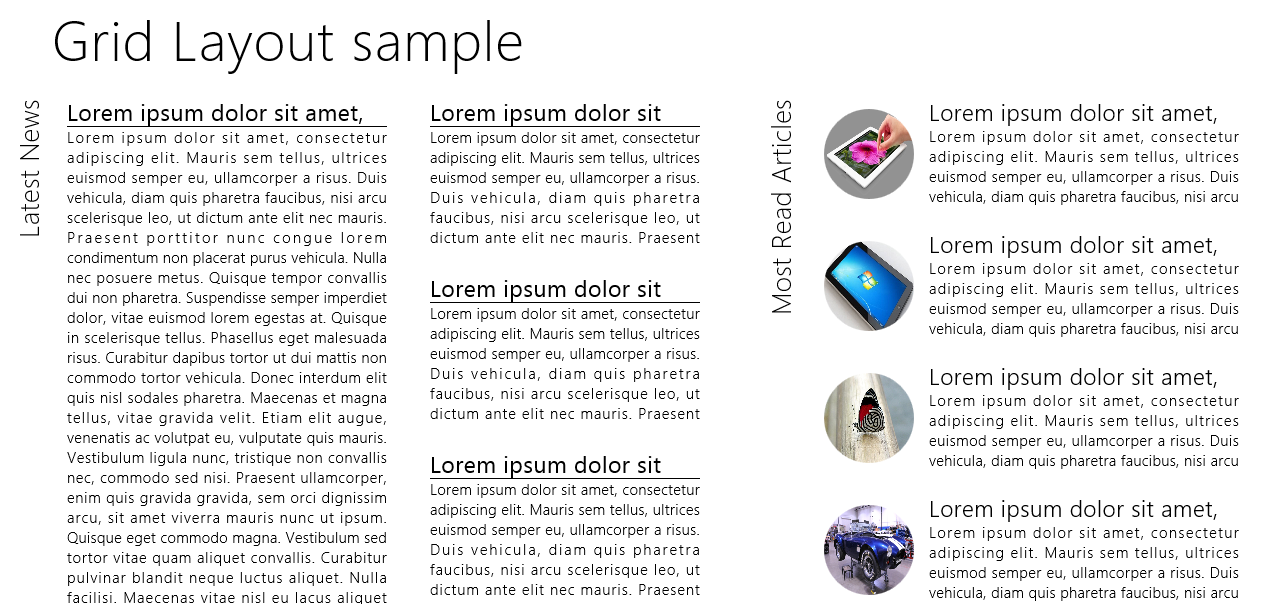 Grid Layout sample
Latest News
Lorem ipsum dolor sit amet,
Lorem ipsum dolor sit amet, consectetur
adipiscing elit. Mauris sem tellus, ultrices
euismod semper eu, ullamcorper a risus. Duis
vehicula, diam quis pharetra faucibus, nisi arcu
scelerisque leo, ut dictum ante elit nec mauris.
Praesent porttitor nunc congue lorem
condimentum non placerat purus vehicula. Nulla
nec posuere metus. Quisque tempor convallis
dui non pharetra. Suspendisse semper imperdiet
dolor, vitae euismod lorem egestas at. Quisque
in scelerisque tellus. Phasellus eget malesuada
risus. Curabitur dapibus tortor ut dui mattis non
commodo tortor vehicula. Donec interdum elit
quis nisl sodales pharetra. Maecenas et magna
tellus, vitae gravida velit. Etiam elit augue,
venenatis ac volutpat eu, vulputate quis mauris.
Vestibulum ligula nunc, tristique non convallis
nec, commodo sed nisi. Praesent ullamcorper,
enim quis gravida gravida, sem orci dignissim
arcu, sit amet viverra mauris nunc ut ipsum.
Quisque eget commodo magna. Vestibulum sed
tortor vitae quam aliquet convallis. Curabitur
pulvinar blandit neque luctus aliquet. Nulla
facilisi. Maecenas vitae nisl eu lacus aliquet
Lorem ipsum dolor sit
Lorem ipsum dolor sit amet, consectetur
adipiscing elit. Mauris sem tellus, ultrices
euismod semper eu, ullamcorper a risus.
Duis vehicula, diam quis pharetra
faucibus, nisi arcu scelerisque leo, ut
dictum ante elit nec mauris. Praesent
Lorem ipsum dolor sit
Lorem ipsum dolor sit amet, consectetur
adipiscing elit. Mauris sem tellus, ultrices
euismod semper eu, ullamcorper a risus.
Duis vehicula, diam quis pharetra
faucibus, nisi arcu scelerisque leo, ut
dictum ante elit nec mauris. Praesent
Lorem ipsum dolor sit
Lorem ipsum dolor sit amet, consectetur
adipiscing elit. Mauris sem tellus, ultrices
euismod semper eu, ullamcorper a risus.
Duis vehicula, diam quis pharetra
faucibus, nisi arcu scelerisque leo, ut
dictum ante elit nec mauris. Praesent
Most Read Articles
Lorem ipsum dolor sit amet,
Lorem ipsum dolor sit amet, consectetur
adipiscing elit. Mauris sem tellus, ultrices
euismod semper eu, ullamcorper a risus. Duis
vehicula, diam quis pharetra faucibus, nisi arcu
Lorem ipsum dolor sit amet,
Lorem ipsum dolor sit amet, consectetur
adipiscing elit. Mauris sem tellus, ultrices
euismod semper eu, ullamcorper a risus. Duis
vehicula, diam quis pharetra faucibus, nisi arcu
Lorem ipsum dolor sit amet,
Lorem ipsum dolor sit amet, consectetur
adipiscing elit. Mauris sem tellus, ultrices
euismod semper eu, ullamcorper a risus. Duis
vehicula, diam quis pharetra faucibus, nisi arcu
Lorem ipsum dolor sit amet,
Lorem ipsum dolor sit amet, consectetur
adipiscing elit. Mauris sem tellus, ultrices
euismod semper eu, ullamcorper a risus. Duis
vehicula, diam quis pharetra faucibus, nisi arcu